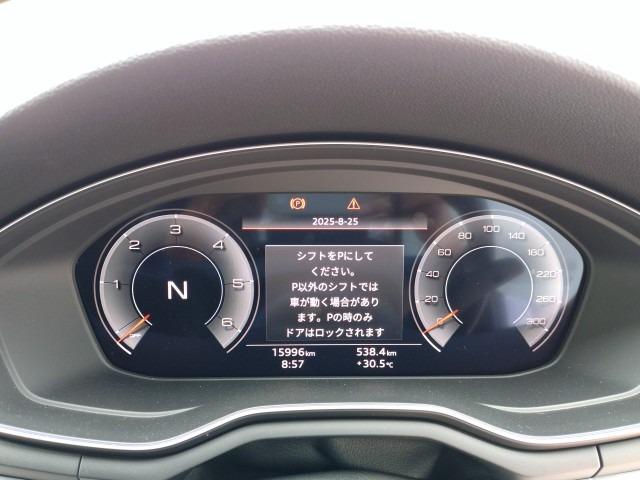 2025-8-25
シフトをPにして
ください。
P以外のシフトでは
車が動く場合があり
ます。Pの時のみ
ドアはロックされます
1 2 3 4 5 6
N
0 20 40 60 80 100 140 180 220 260 300
15996km 538.4km
8:57 +30.5℃